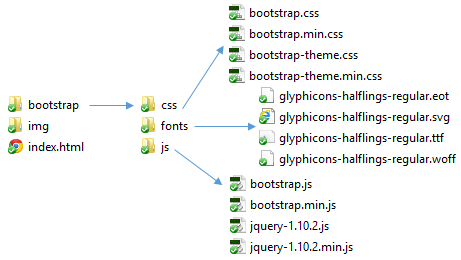 bootstrap
img
index.html
css
fonts
js
bootstrap.css
bootstrap.min.css
bootstrap-theme.css
bootstrap-theme.min.css
glyphicons-halflings-regular.eot
glyphicons-halflings-regular.svg
glyphicons-halflings-regular.ttf
glyphicons-halflings-regular.woff
bootstrap.js
bootstrap.min.js
jquery-1.10.2.js
jquery-1.10.2.min.js